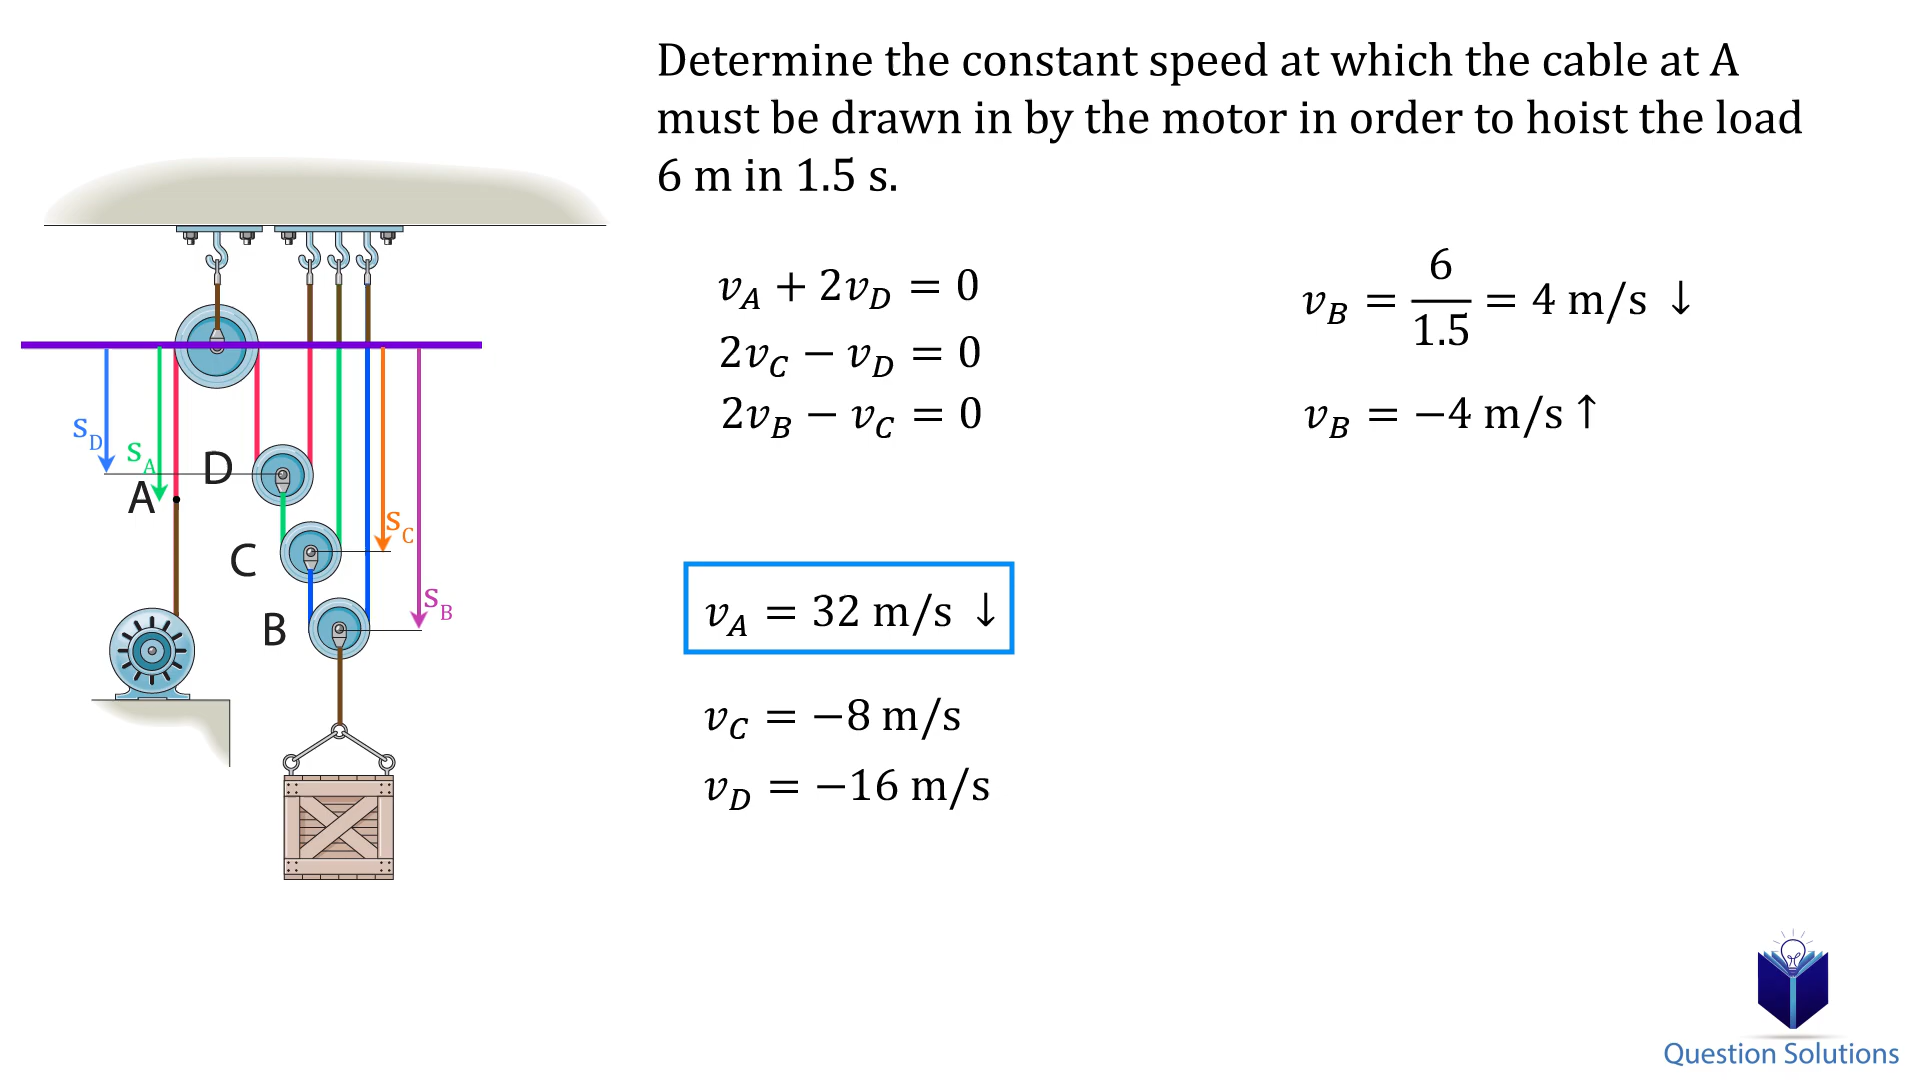 Determine the constant speed at which the cable at A
must be drawn in by the motor in order to hoist the load
6 m in 1.5 s.
v_A + 2v_D = 0
2v_C − v_D = 0
2v_B − v_C = 0
v_B = 6/1.5 = 4 m/s ↓
v_B = −4 m/s ↑
s_D
s_A
A
D
C
B
s_C
s_B
v_A = 32 m/s ↓
v_C = −8 m/s
v_D = −16 m/s
Question Solutions